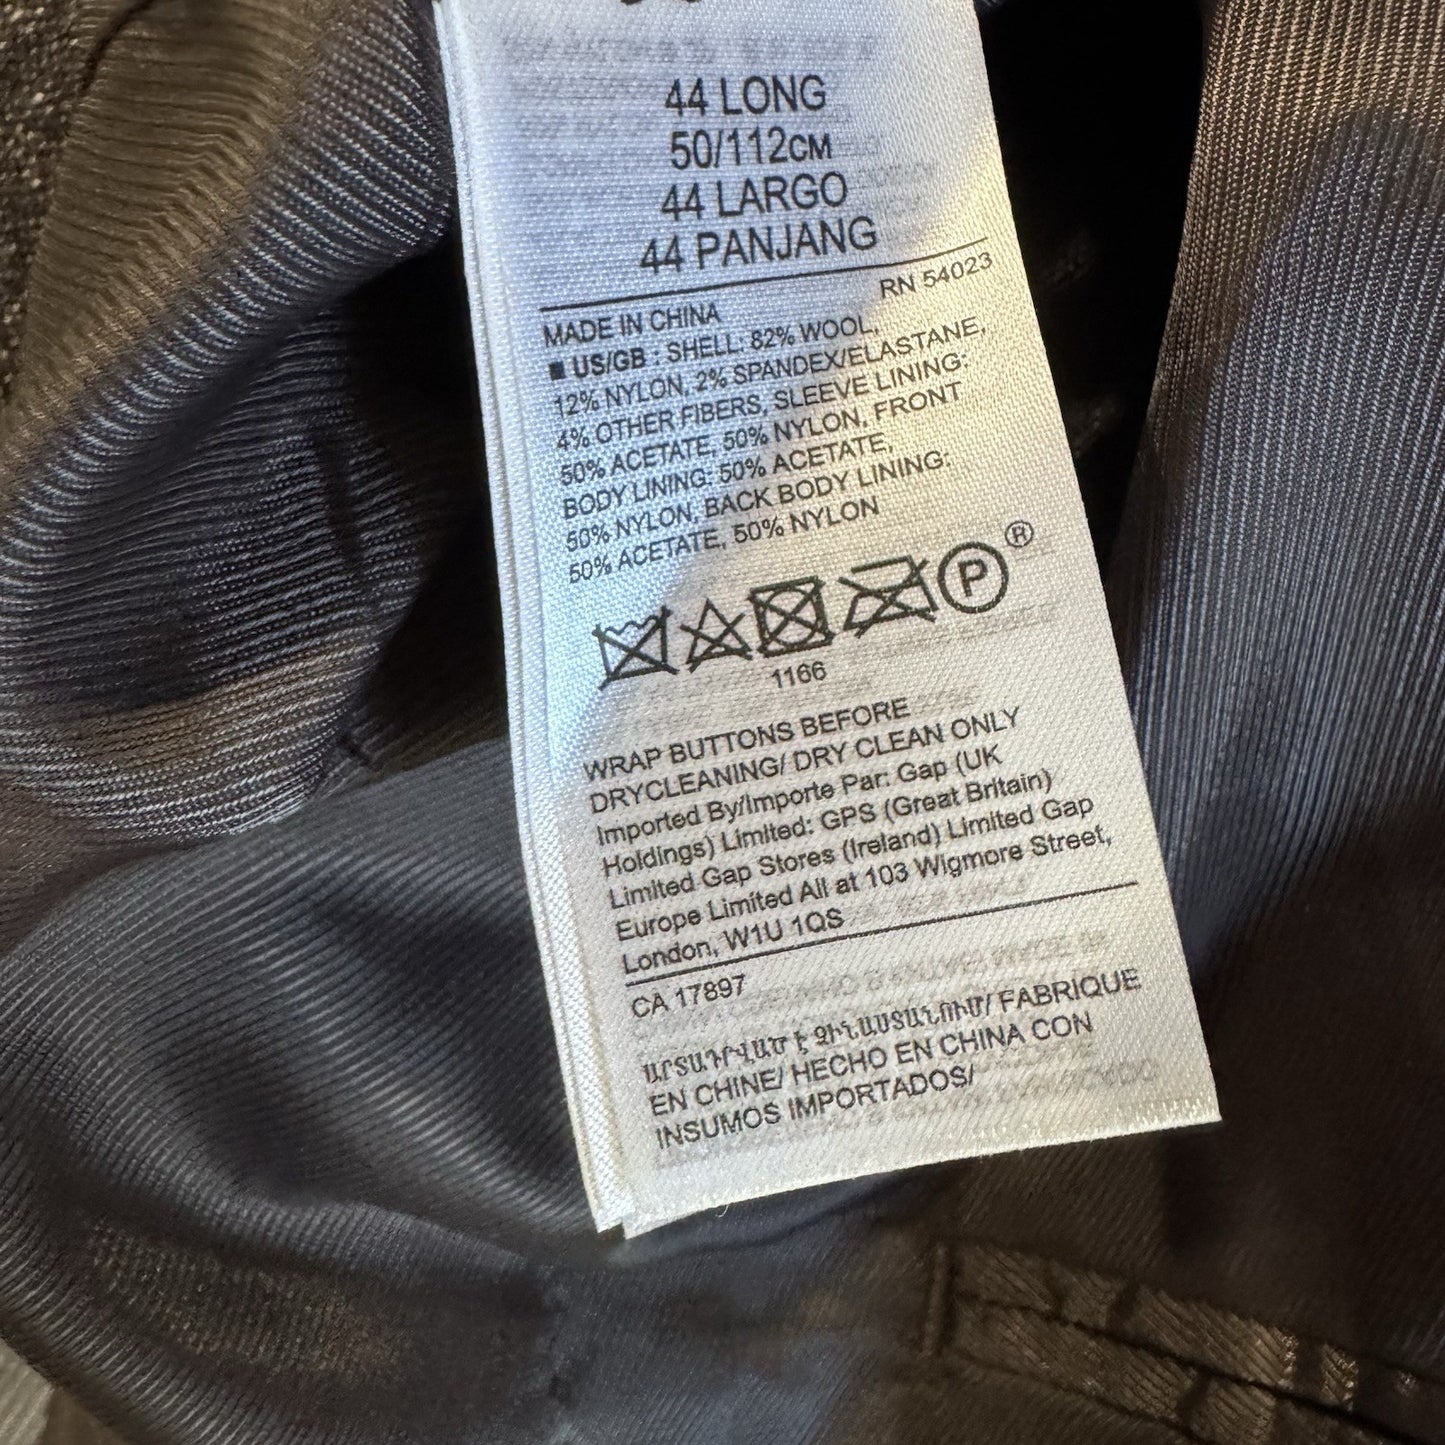 44 LONG
50/112CM
44 LARGO
44 PANJANG
RN 54023
MADE IN CHINA
■ US/GB : SHELL: 82% WOOL,
12% NYLON, 2% SPANDEX/ELASTANE,
4% OTHER FIBERS, SLEEVE LINING:
50% ACETATE, 50% NYLON, FRONT
BODY LINING: 50% ACETATE,
50% NYLON, BACK BODY LINING:
50% ACETATE, 50% NYLON
P ®
1166
WRAP BUTTONS BEFORE
DRYCLEANING/ DRY CLEAN ONLY
Imported By/Importe Par: Gap (UK
Holdings) Limited: GPS (Great Britain)
Limited Gap Stores (Ireland) Limited Gap
Europe Limited All at 103 Wigmore Street,
London, W1U 1QS
CA 17897
ԱՐՏԱԴՐՎԱԾ Է ՉԻՆԱՍՏԱՆՈՒՄ/ FABRIQUE
EN CHINE/ HECHO EN CHINA CON
INSUMOS IMPORTADOS/